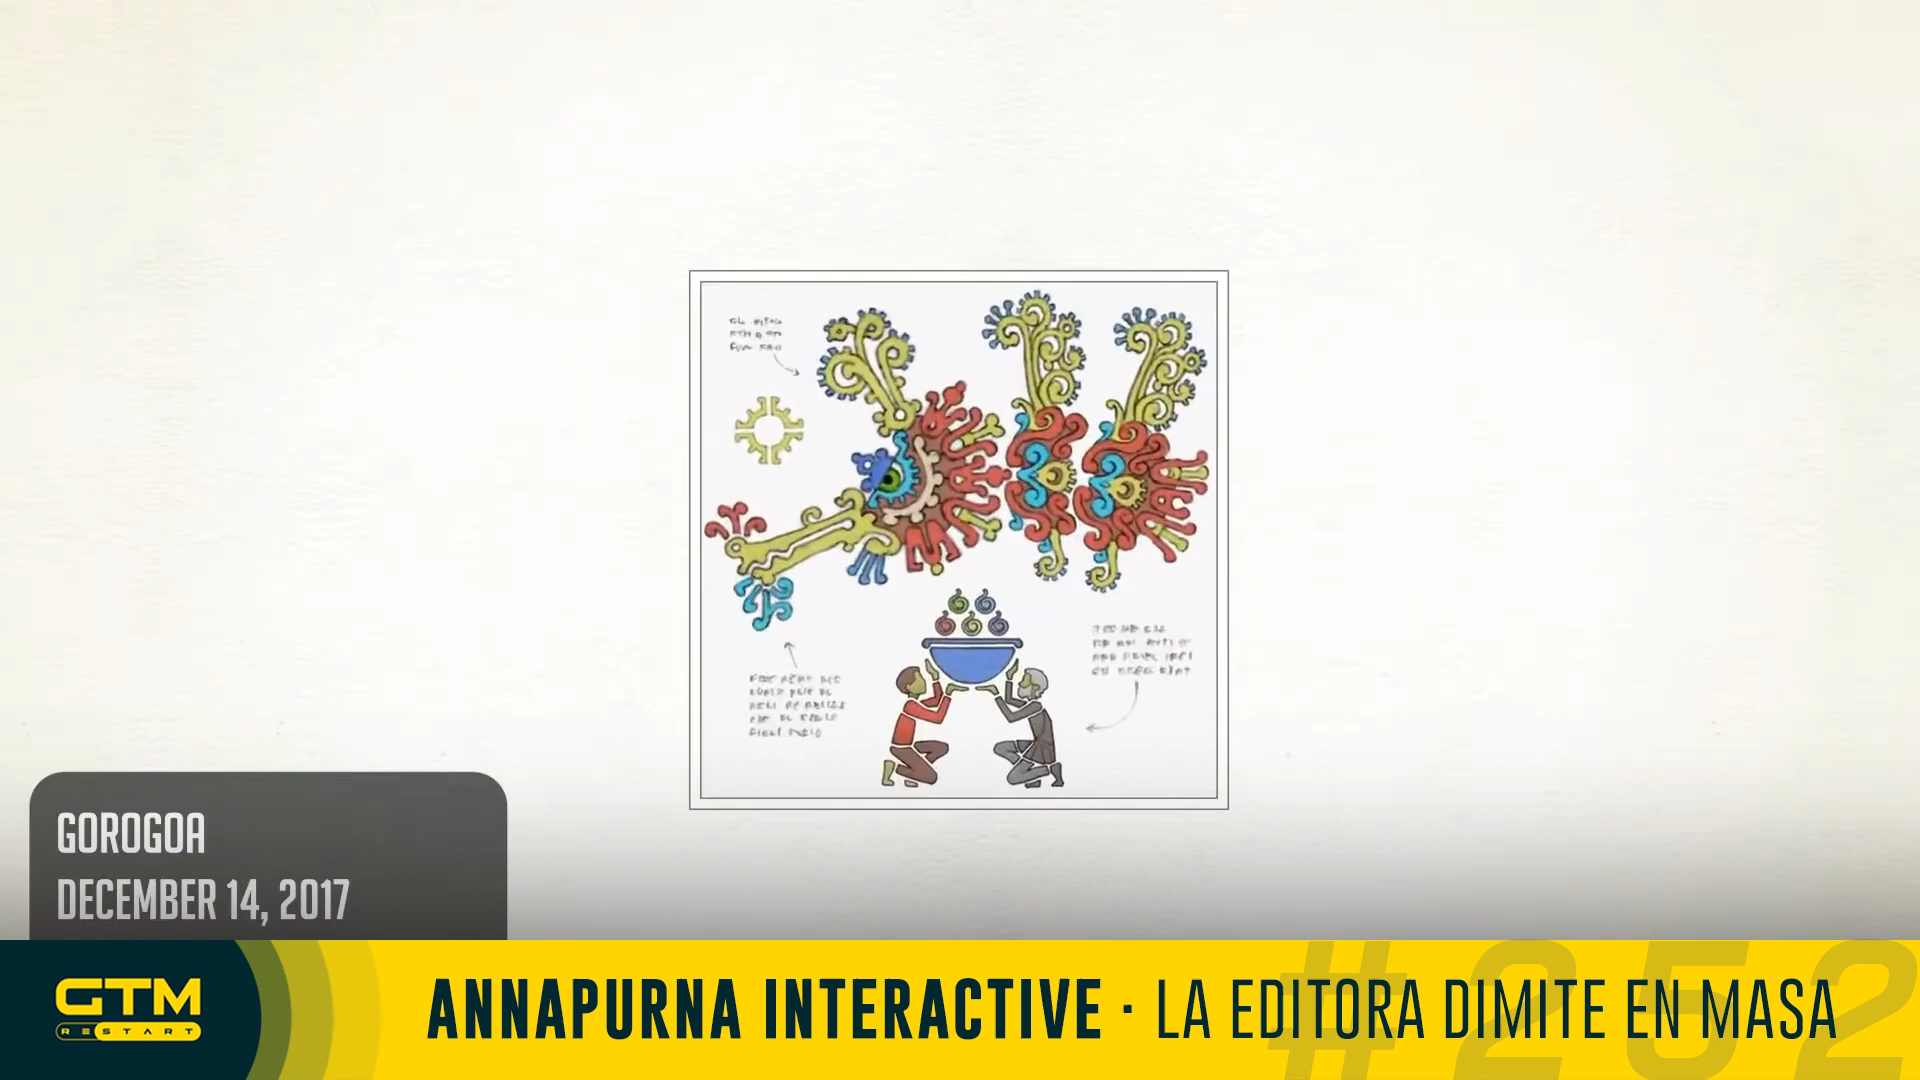 GOROGOA
DECEMBER 14, 2017
GTM
RESTART
ANNAPURNA INTERACTIVE · LA EDITORA DIMITE EN MASA
#252